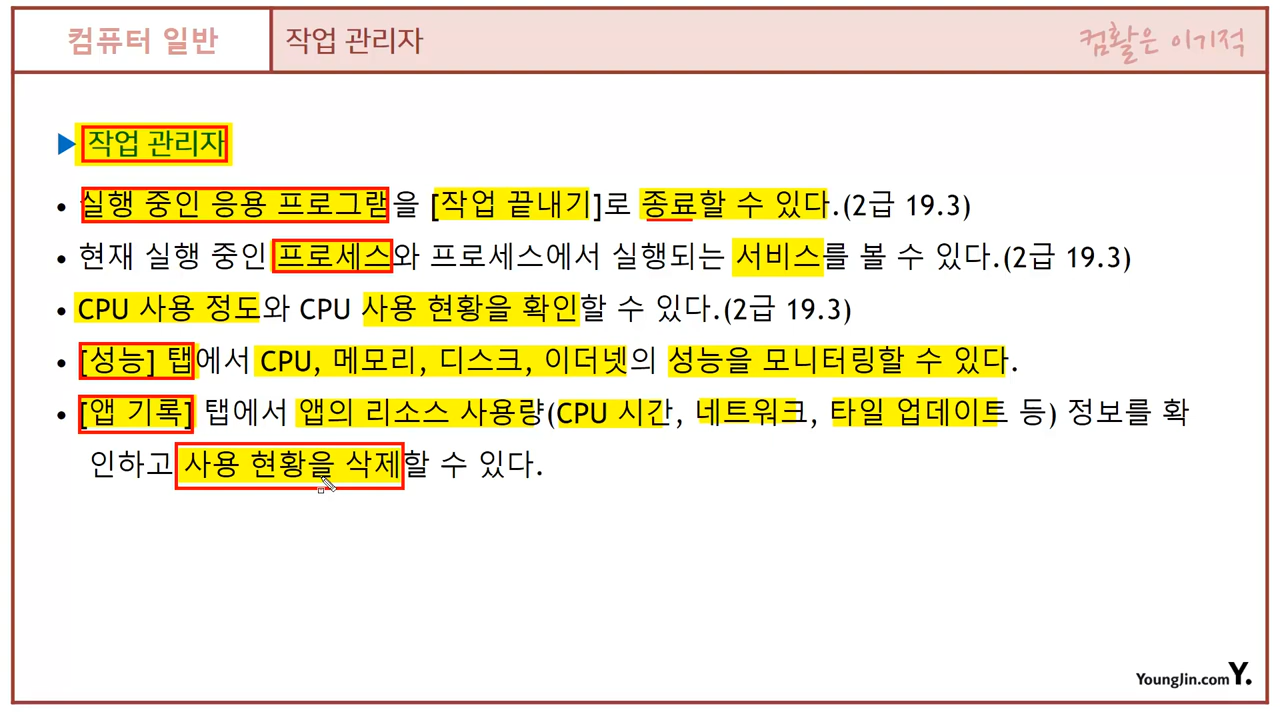 컴퓨터 일반
작업 관리자
컴활은 이기적
▶ 작업 관리자
• 실행 중인 응용 프로그램을 [작업 끝내기]로 종료할 수 있다.(2급 19.3)
• 현재 실행 중인 프로세스와 프로세스에서 실행되는 서비스를 볼 수 있다.(2급 19.3)
• CPU 사용 정도와 CPU 사용 현황을 확인할 수 있다.(2급 19.3)
• [성능] 탭에서 CPU, 메모리, 디스크, 이더넷의 성능을 모니터링할 수 있다.
• [앱 기록] 탭에서 앱의 리소스 사용량(CPU 시간, 네트워크, 타일 업데이트 등) 정보를 확
인하고 사용 현황을 삭제할 수 있다.
YoungJin.com Y.